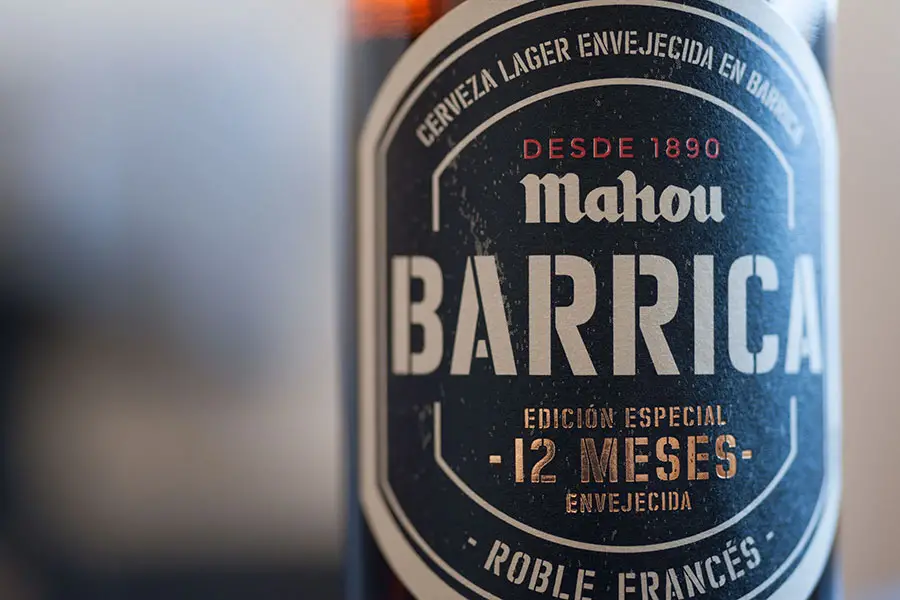 CERVEZA LAGER ENVEJECIDA EN BARRICA
DESDE 1890
Mahou
BARRICA
EDICIÓN ESPECIAL
-12 MESES-
ENVEJECIDA
- ROBLE FRANCÉS -